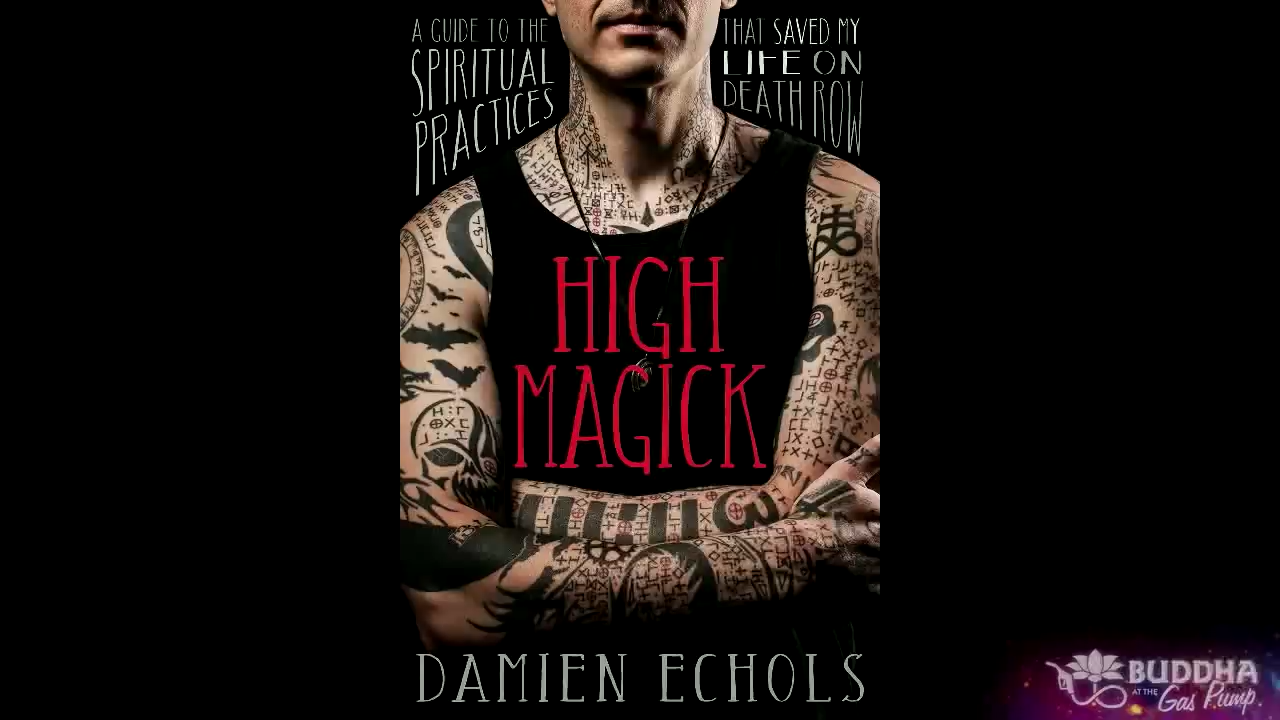 A GUIDE TO THE
SPIRITUAL
PRACTICES
THAT SAVED MY
LIFE ON
DEATH ROW
HIGH
MAGICK
DAMIEN ECHOLS
BUDDHA
AT THE
Gas Pump